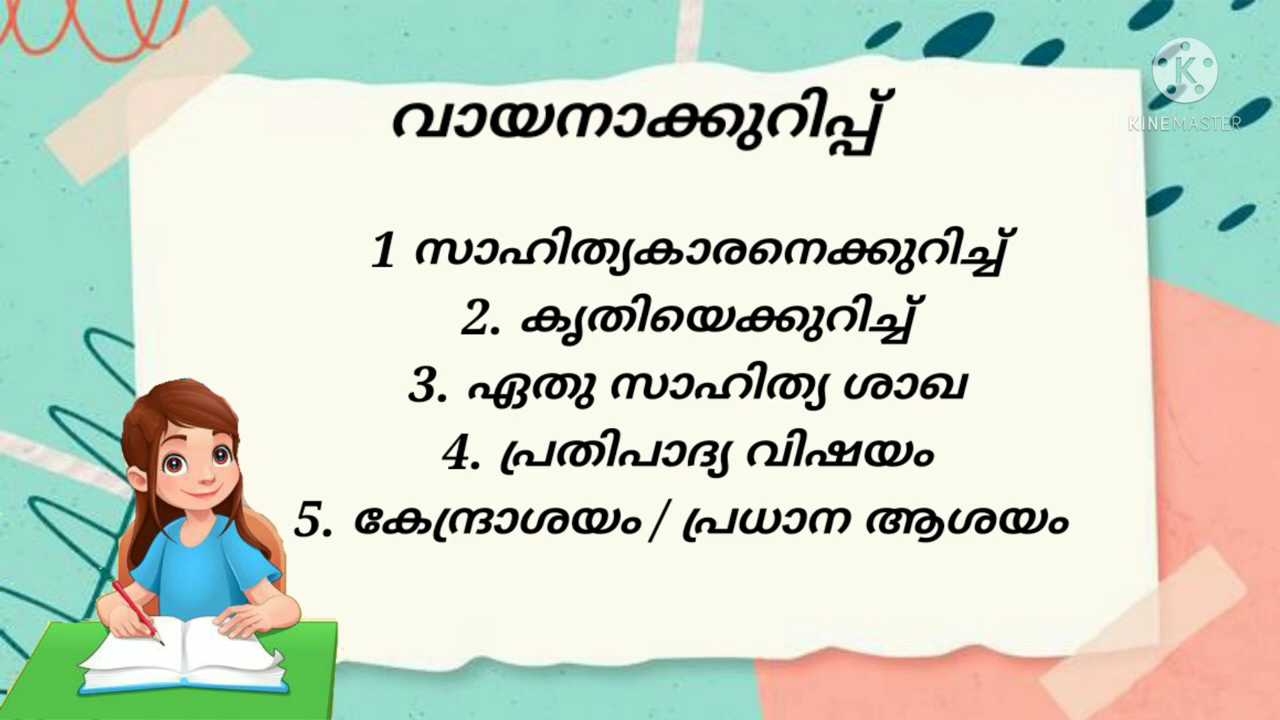 വായനാക്കുറിപ്പ്
KINEMASTER
1 സാഹിത്യകാരനെക്കുറിച്ച്
2. കൃതിയെക്കുറിച്ച്
3. ഏതു സാഹിത്യ ശാഖ
4. പ്രതിപാദ്യ വിഷയം
5. കേന്ദ്രാശയം / പ്രധാന ആശയം